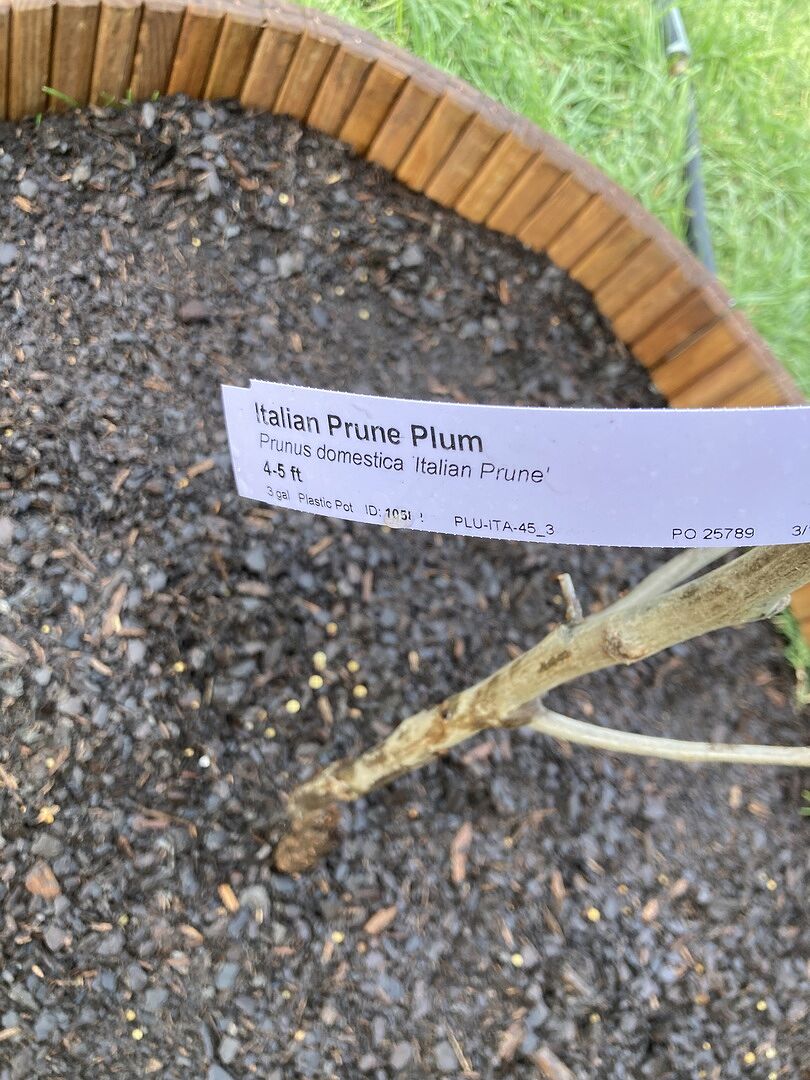 Italian Prune Plum
Prunus domestica 'Italian Prune'
4-5 ft
3 gal Plastic Pot ID: PLU-ITA-45_3 PO 25789